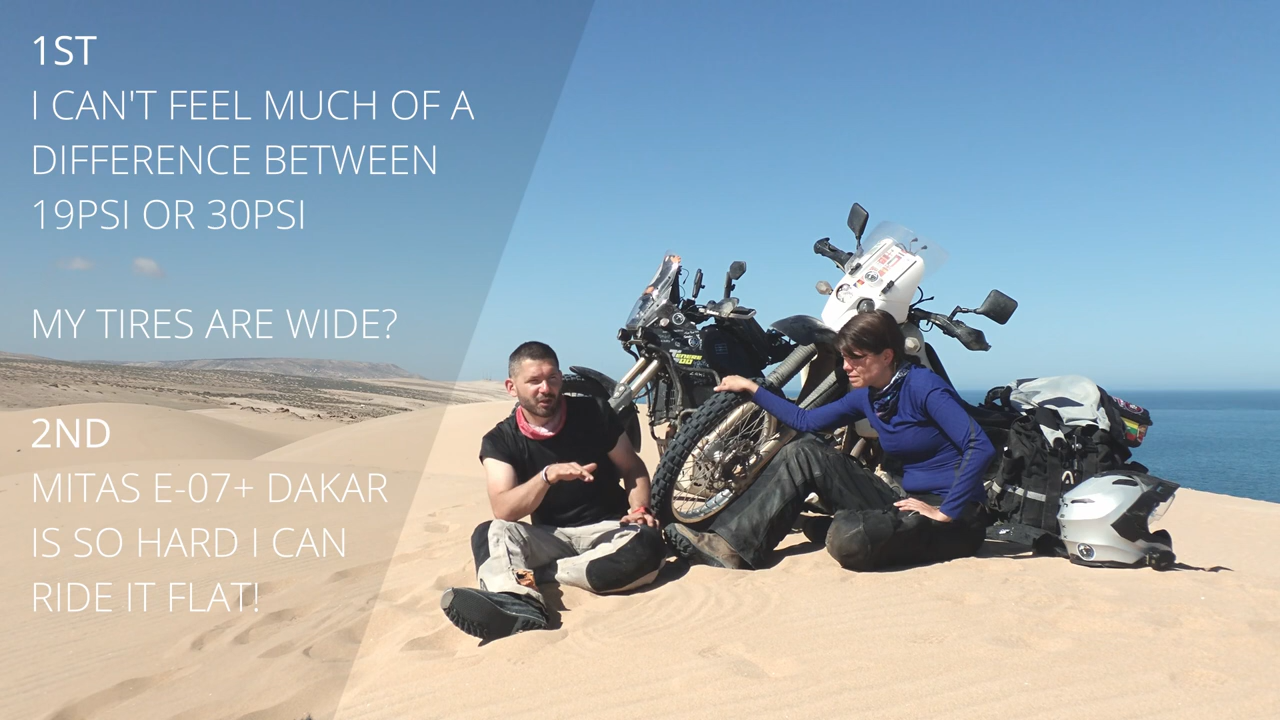 1ST
I CAN'T FEEL MUCH OF A
DIFFERENCE BETWEEN
19PSI OR 30PSI
MY TIRES ARE WIDE?
2ND
MITAS E-07+ DAKAR
IS SO HARD I CAN
RIDE IT FLAT!